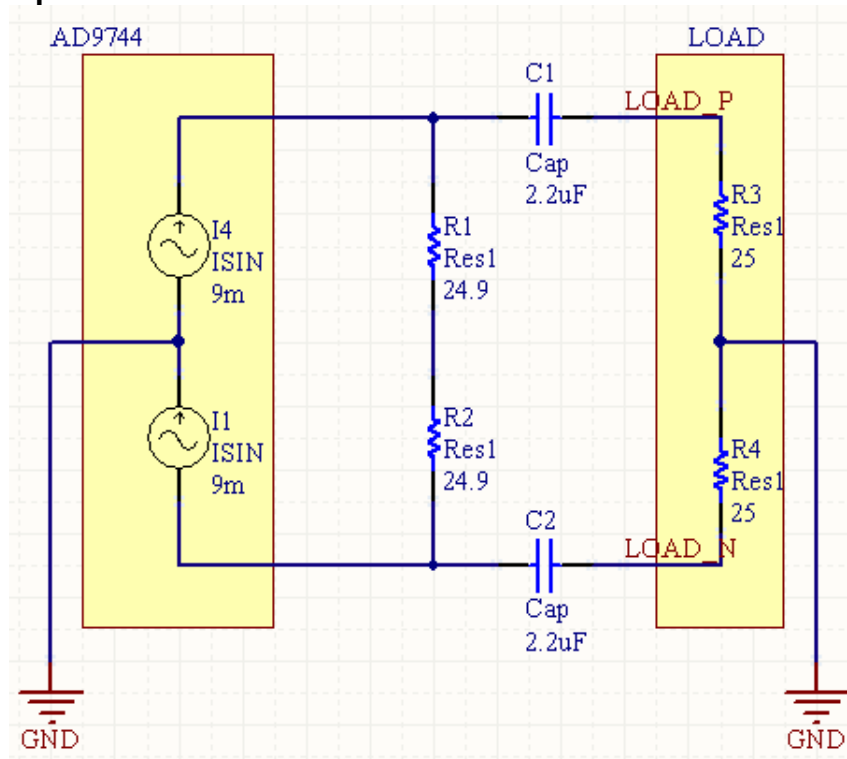 AD9744
LOAD
C1
LOAD_P
Cap
2.2uF
R3
Res1
25
I4
ISIN
9m
R1
Res1
24.9
I1
ISIN
9m
R2
Res1
24.9
R4
Res1
25
C2
LOAD_N
Cap
2.2uF
GND
GND